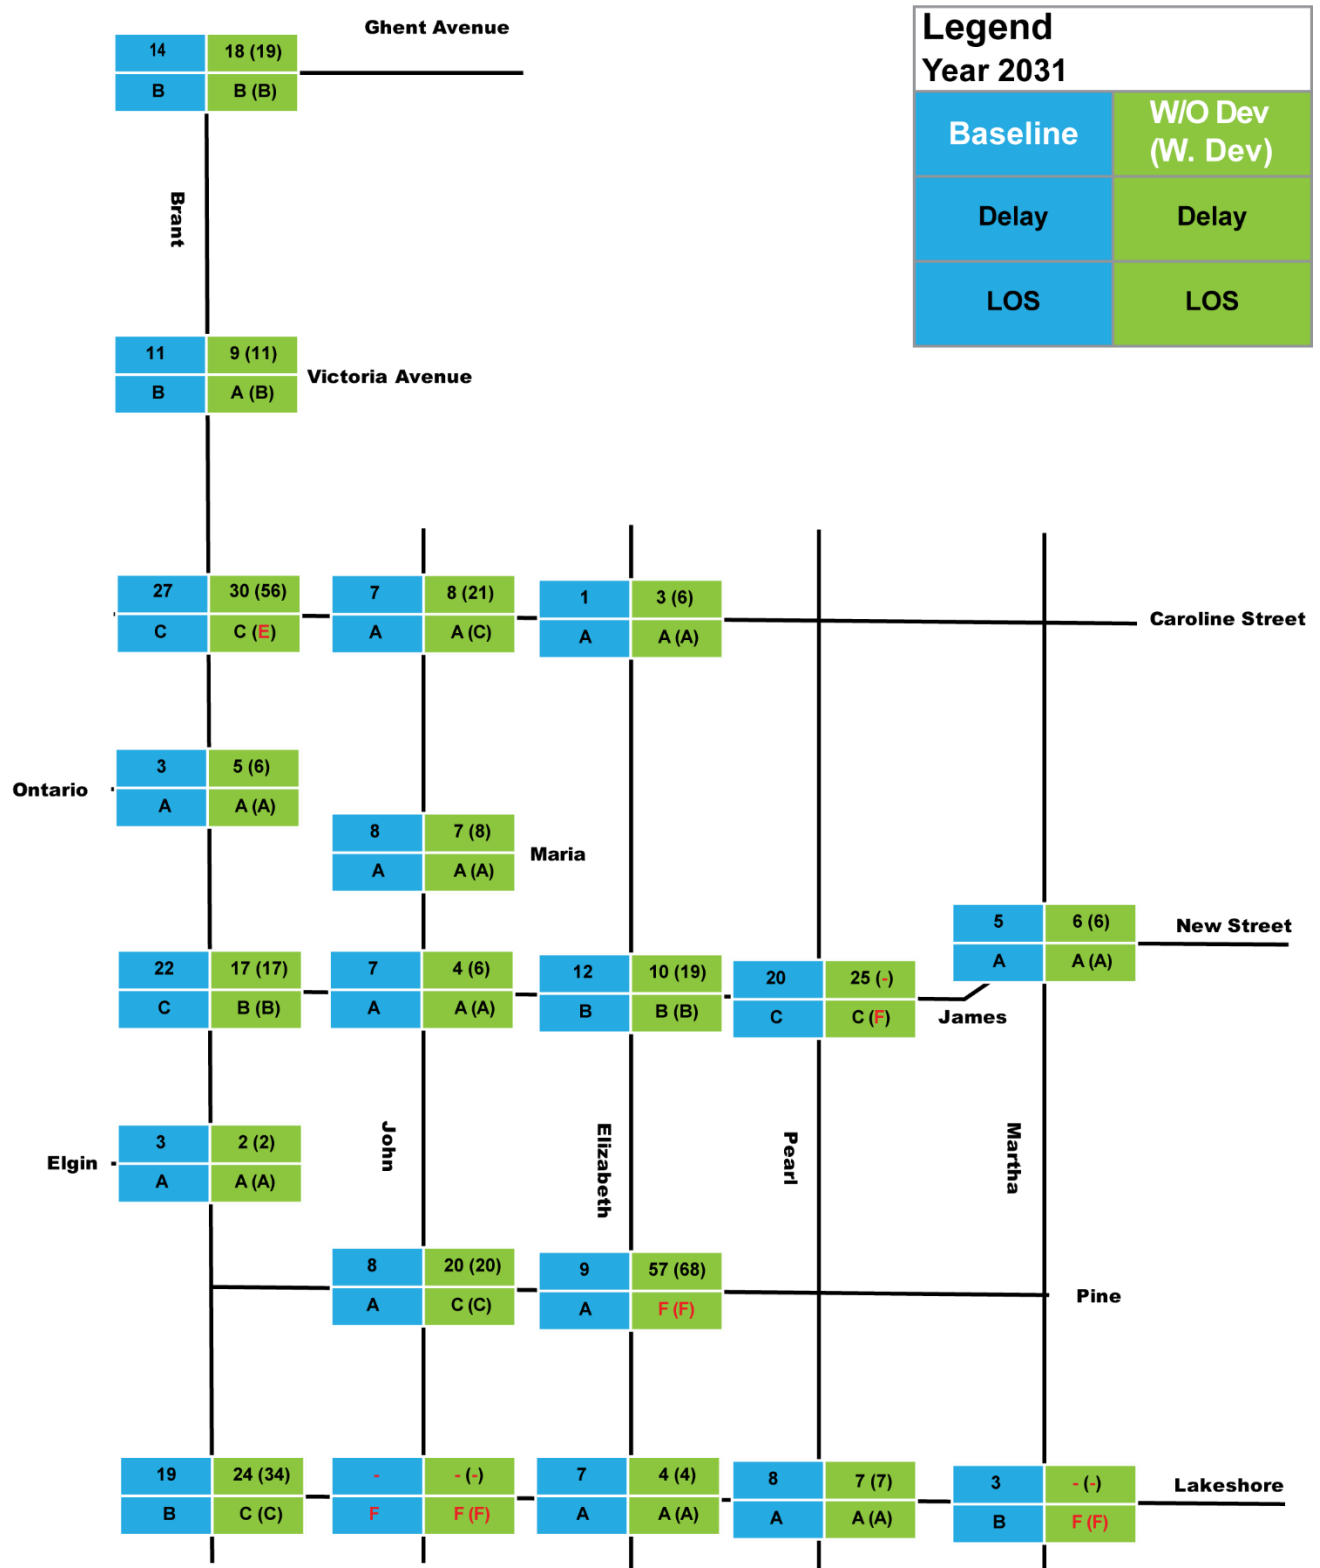 Ghent Avenue
Legend
Year 2031
Baseline
W/O Dev
(W. Dev)
Delay
Delay
LOS
LOS
14
18 (19)
B
B (B)
Brant
11
9 (11)
B
A (B)
Victoria Avenue
27
30 (56)
C
C (E)
7
8 (21)
A
A (C)
1
3 (6)
A
A (A)
Caroline Street
Ontario
3
5 (6)
A
A (A)
8
7 (8)
A
A (A)
Maria
5
6 (6)
A
A (A)
New Street
22
17 (17)
C
B (B)
7
4 (6)
A
A (A)
12
10 (19)
B
B (B)
20
25 (-)
C
C (F)
James
Elgin
3
2 (2)
A
A (A)
John
Elizabeth
Pearl
Martha
8
20 (20)
A
C (C)
9
57 (68)
A
F (F)
Pine
19
24 (34)
B
C (C)
-
- (-)
F
F (F)
7
4 (4)
A
A (A)
8
7 (7)
A
A (A)
3
- (-)
B
F (F)
Lakeshore